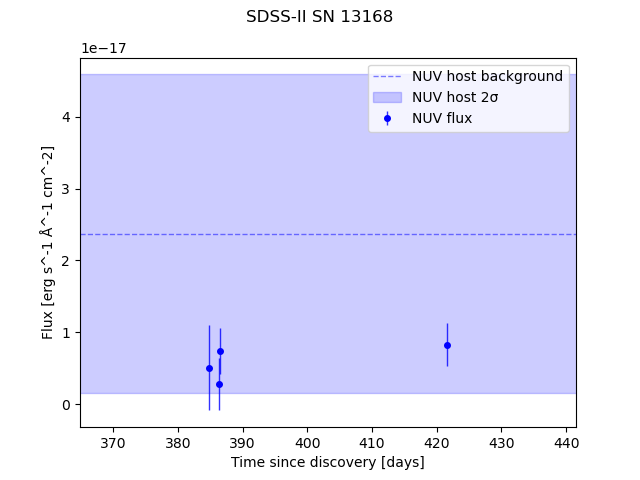 SDSS-II SN 13168
1e−17
NUV host background
NUV host 2σ
NUV flux
4
3
2
1
0
Flux [erg s^-1 Å^-1 cm^-2]
370 380 390 400 410 420 430 440
Time since discovery [days]